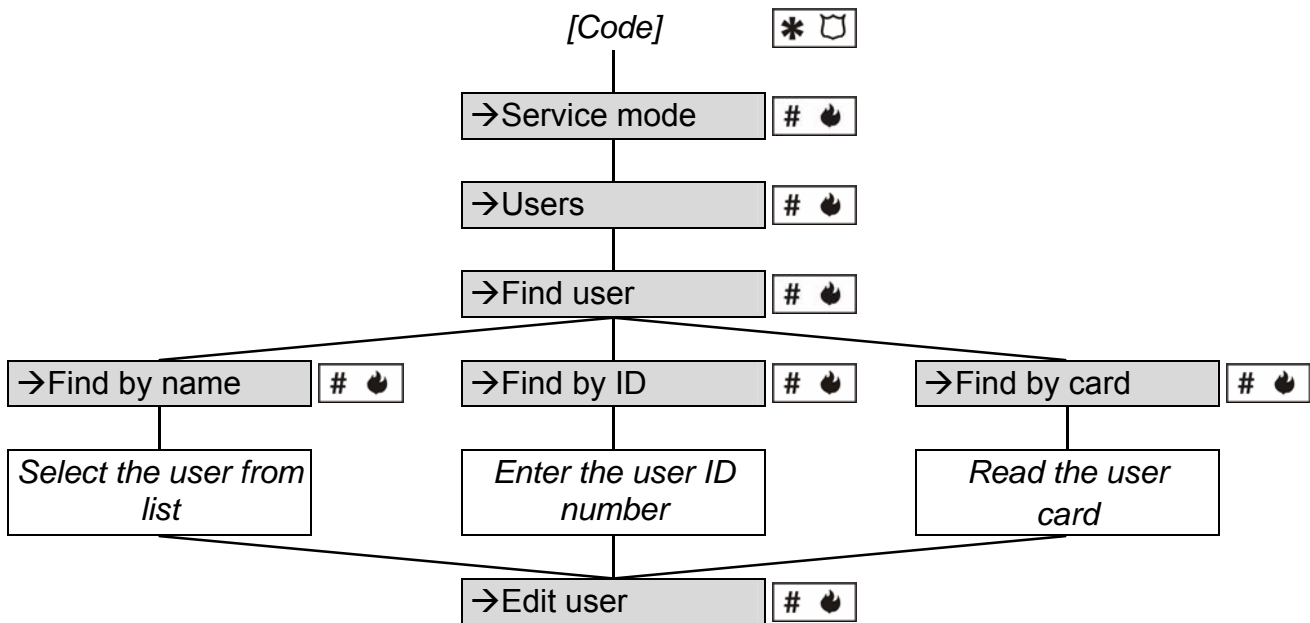 [Code] *
→Service mode #
→Users #
→Find user #
→Find by name # →Find by ID # →Find by card #
Select the user from Enter the user ID Read the user
list number card
→Edit user #